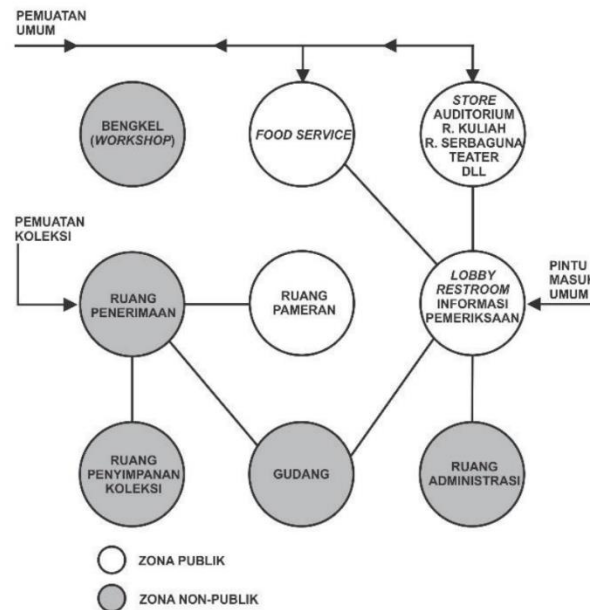 PEMUATAN
UMUM
BENGKEL
(WORKSHOP)
FOOD SERVICE
STORE
AUDITORIUM
R. KULIAH
R. SERBAGUNA
TEATER
DLL
PEMUATAN
KOLEKSI
RUANG
PENERIMAAN
RUANG
PAMERAN
LOBBY
RESTROOM
INFORMASI
PEMERIKSAAN
PINTU
MASUK
UMUM
RUANG
PENYIMPANAN
KOLEKSI
GUDANG
RUANG
ADMINISTRASI
ZONA PUBLIK
ZONA NON-PUBLIK